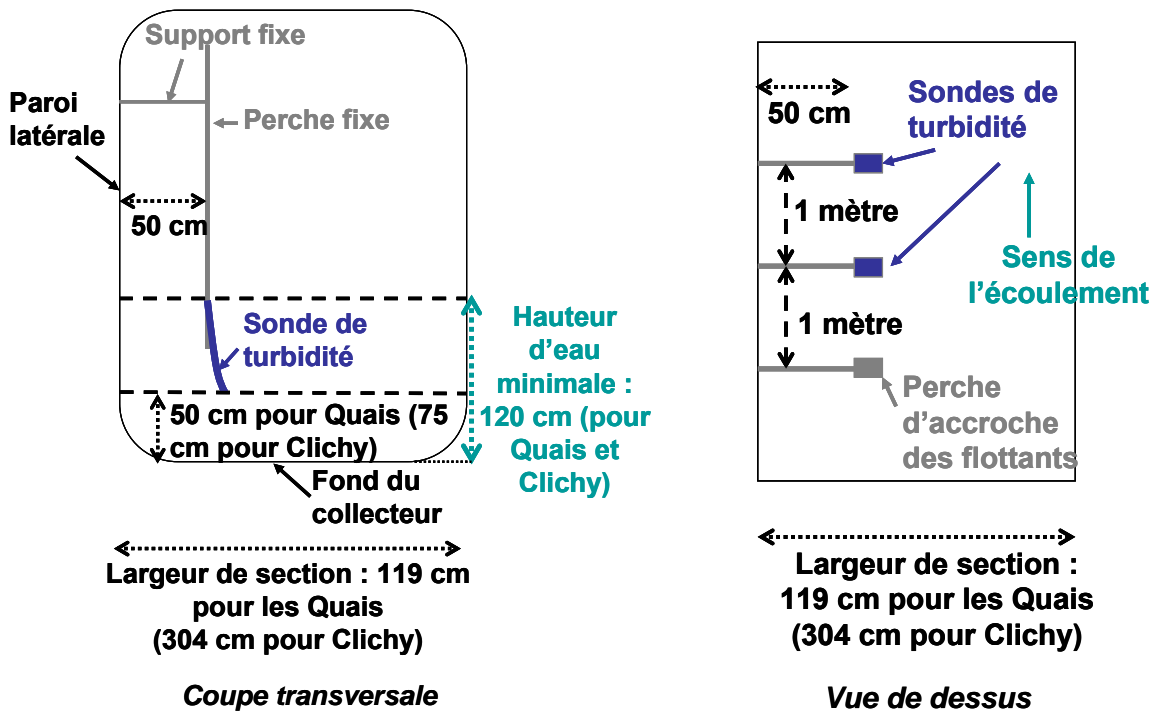 Support fixe
Paroi
latérale
Perche fixe
50 cm
Sonde de
turbidité
50 cm pour Quais (75
cm pour Clichy)
Hauteur
d’eau
minimale :
120 cm (pour
Quais et
Clichy)
Fond du
collecteur
Largeur de section : 119 cm
pour les Quais
(304 cm pour Clichy)
Coupe transversale
50 cm
Sondes de
turbidité
1 mètre
Sens de
l’écoulement
1 mètre
Perche
d’accroche
des flottants
Largeur de section :
119 cm pour les Quais
(304 cm pour Clichy)
Vue de dessus